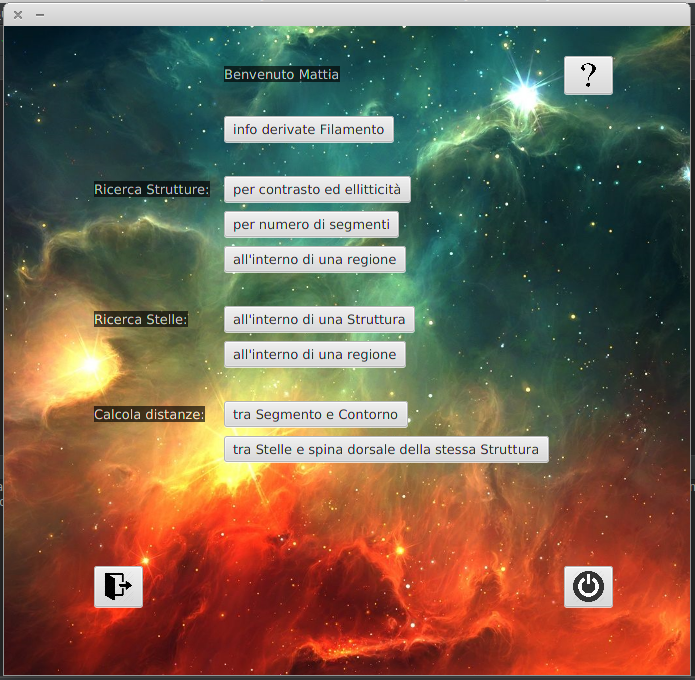 Benvenuto Mattia
?
info derivate Filamento
Ricerca Strutture:
per contrasto ed ellitticità
per numero di segmenti
all'interno di una regione
Ricerca Stelle:
all'interno di una Struttura
all'interno di una regione
Calcola distanze:
tra Segmento e Contorno
tra Stelle e spina dorsale della stessa Struttura